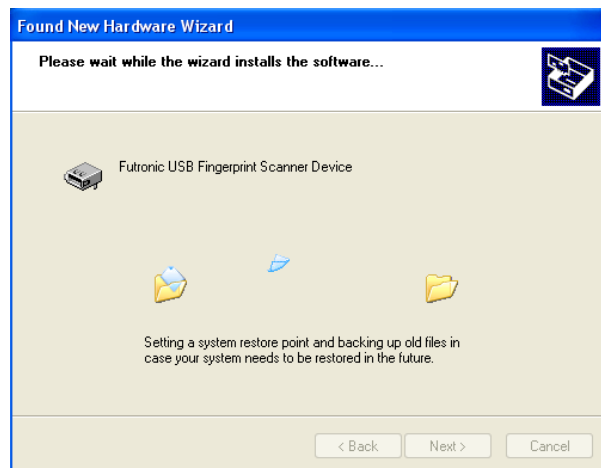 Found New Hardware Wizard
Please wait while the wizard installs the software...
Futronic USB Fingerprint Scanner Device
Setting a system restore point and backing up old files in
case your system needs to be restored in the future.
< Back Next > Cancel